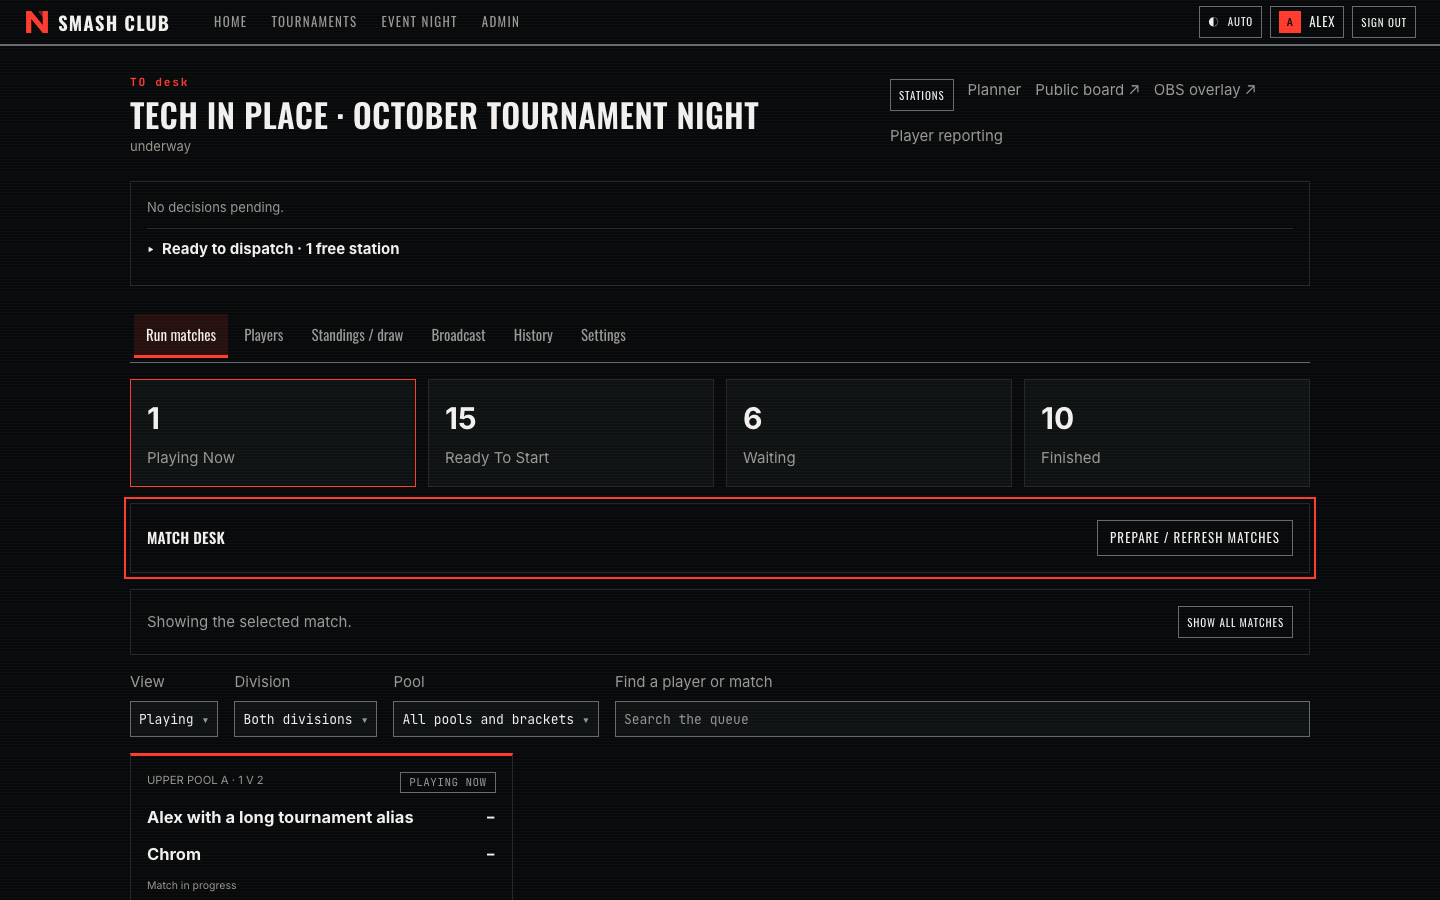 SMASH CLUB
HOME TOURNAMENTS EVENT NIGHT ADMIN
AUTO
A ALEX
SIGN OUT
TO desk
TECH IN PLACE · OCTOBER TOURNAMENT NIGHT
underway
STATIONS
Planner
Public board ↗
OBS overlay ↗
Player reporting
No decisions pending.
▸ Ready to dispatch · 1 free station
Run matches Players Standings / draw Broadcast History Settings
1
Playing Now
15
Ready To Start
6
Waiting
10
Finished
MATCH DESK
PREPARE / REFRESH MATCHES
Showing the selected match.
SHOW ALL MATCHES
View
Playing ▾
Division
Both divisions ▾
Pool
All pools and brackets ▾
Find a player or match
Search the queue
UPPER POOL A · 1 V 2
PLAYING NOW
Alex with a long tournament alias –
Chrom –
Match in progress